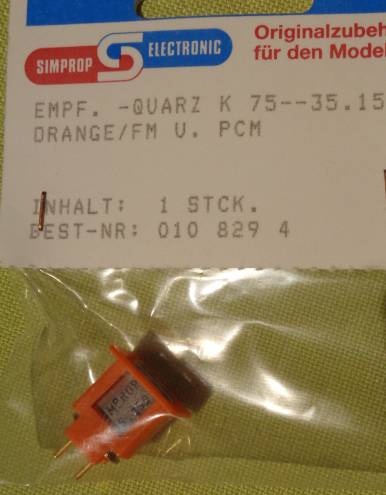 SIMPROP ELECTRONIC
Originalzubeh
für den Model
EMPF. -QUARZ K 75--35.15
ORANGE/FM U. PCM
INHALT: 1 STCK.
BEST-NR: 010 829 4